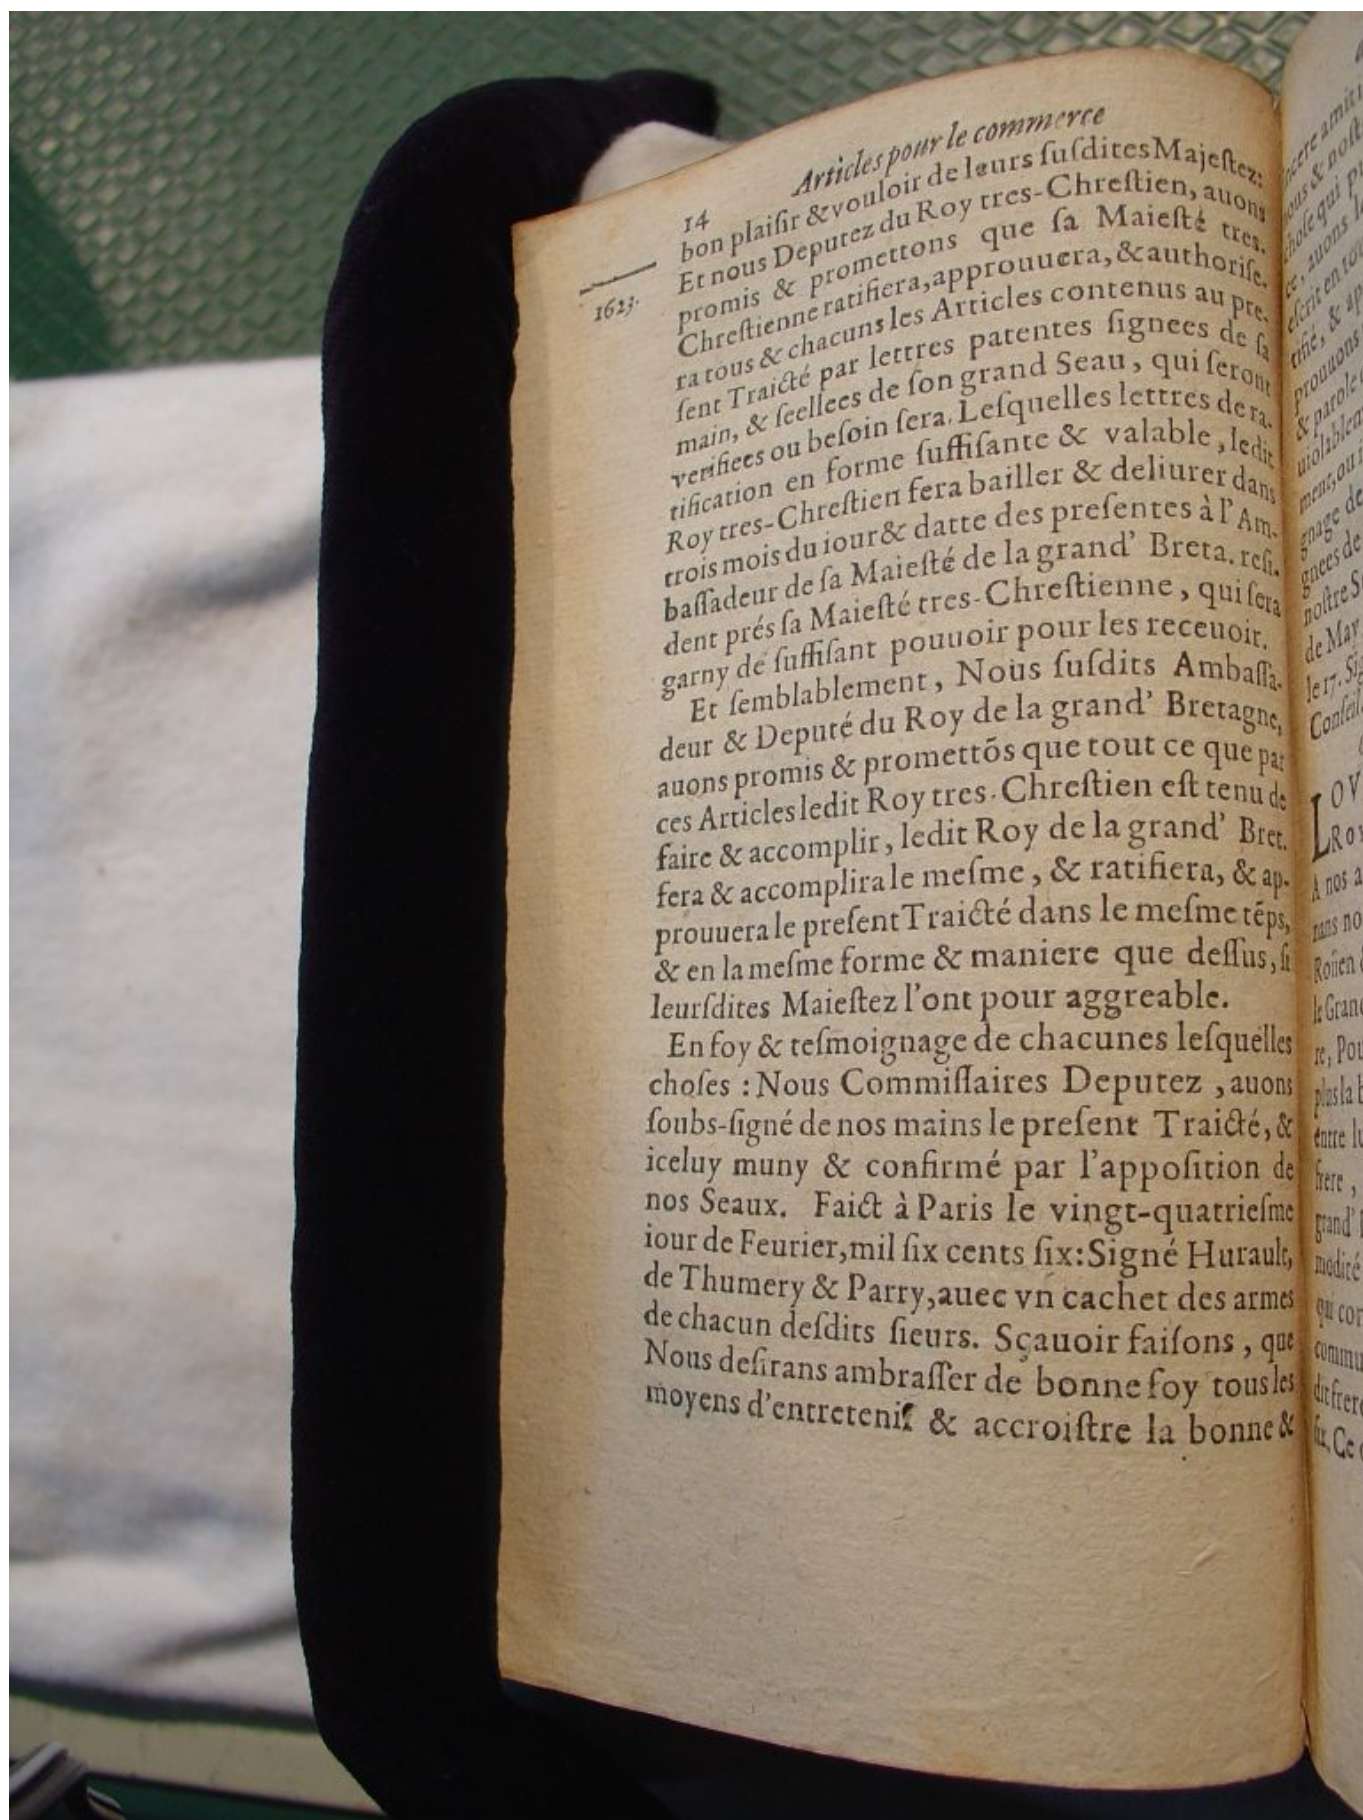 14 Articles pour le commerce
bon plaiſir & vouloir de leurs ſuſdites Majeſtez:
Et nous Deputez du Roy tres-Chreſtien, auons
promis & promettons que ſa Maieſté tres-
1623.
Chreſtienne ratifiera, approuuera, & authoriſe-
ra tous & chacuns les Articles contenus au pre-
ſent Traicté par lettres patentes ſignees de ſa
main, & ſeellees de ſon grand Seau, qui ſeront
verifiees ou beſoin ſera. Leſquelles lettres de ra-
tification en forme ſuffiſante & valable, ledit
Roy tres-Chreſtien fera bailler & deliurer dans
trois mois du iour & datte des preſentes à l'Am-
baſſadeur de ſa Maieſté de la grand' Breta. reſi-
dent prés ſa Maieſté tres-Chreſtienne, qui ſera
garny de ſuffiſant pouuoir pour les receuoir.
Et ſemblablement, Nous ſuſdits Ambaſſa-
deur & Deputé du Roy de la grand' Bretagne,
auons promis & promettõs que tout ce que par
ces Articles ledit Roy tres-Chreſtien eſt tenu de
faire & accomplir, ledit Roy de la grand' Bret.
fera & accomplira le meſme, & ratifiera, & ap-
prouuera le preſent Traicté dans le meſme tẽps,
& en la meſme forme & maniere que deſſus, ſi
leurſdites Maieſtez l'ont pour aggreable.
En foy & teſmoignage de chacunes leſquelles
choſes : Nous Commiſſaires Deputez, auons
ſoubs-ſigné de nos mains le preſent Traicté, &
iceluy muny & confirmé par l'appoſition de
nos Seaux. Faict à Paris le vingt-quatrieſme
iour de Feurier, mil ſix cents ſix: Signé Hurault,
de Thumery & Parry, auec vn cachet des armes
de chacun deſdits ſieurs. Sçauoir faiſons, que
Nous deſirans ambraſſer de bonne foy tous les
moyens d'entretenir & accroiſtre la bonne &